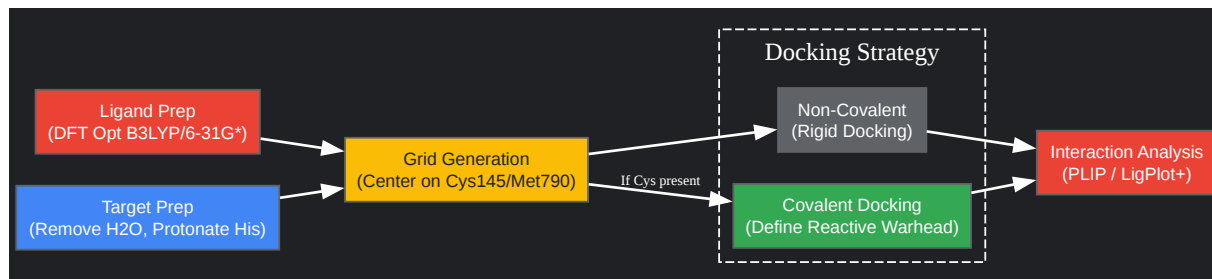 Docking Strategy
Ligand Prep
(DFT Opt B3LYP/6-31G*)
Target Prep
(Remove H2O, Protonate His)
Grid Generation
(Center on Cys145/Met790)
If Cys present
Non-Covalent
(Rigid Docking)
Covalent Docking
(Define Reactive Warhead)
Interaction Analysis
(PLIP / LigPlot+)